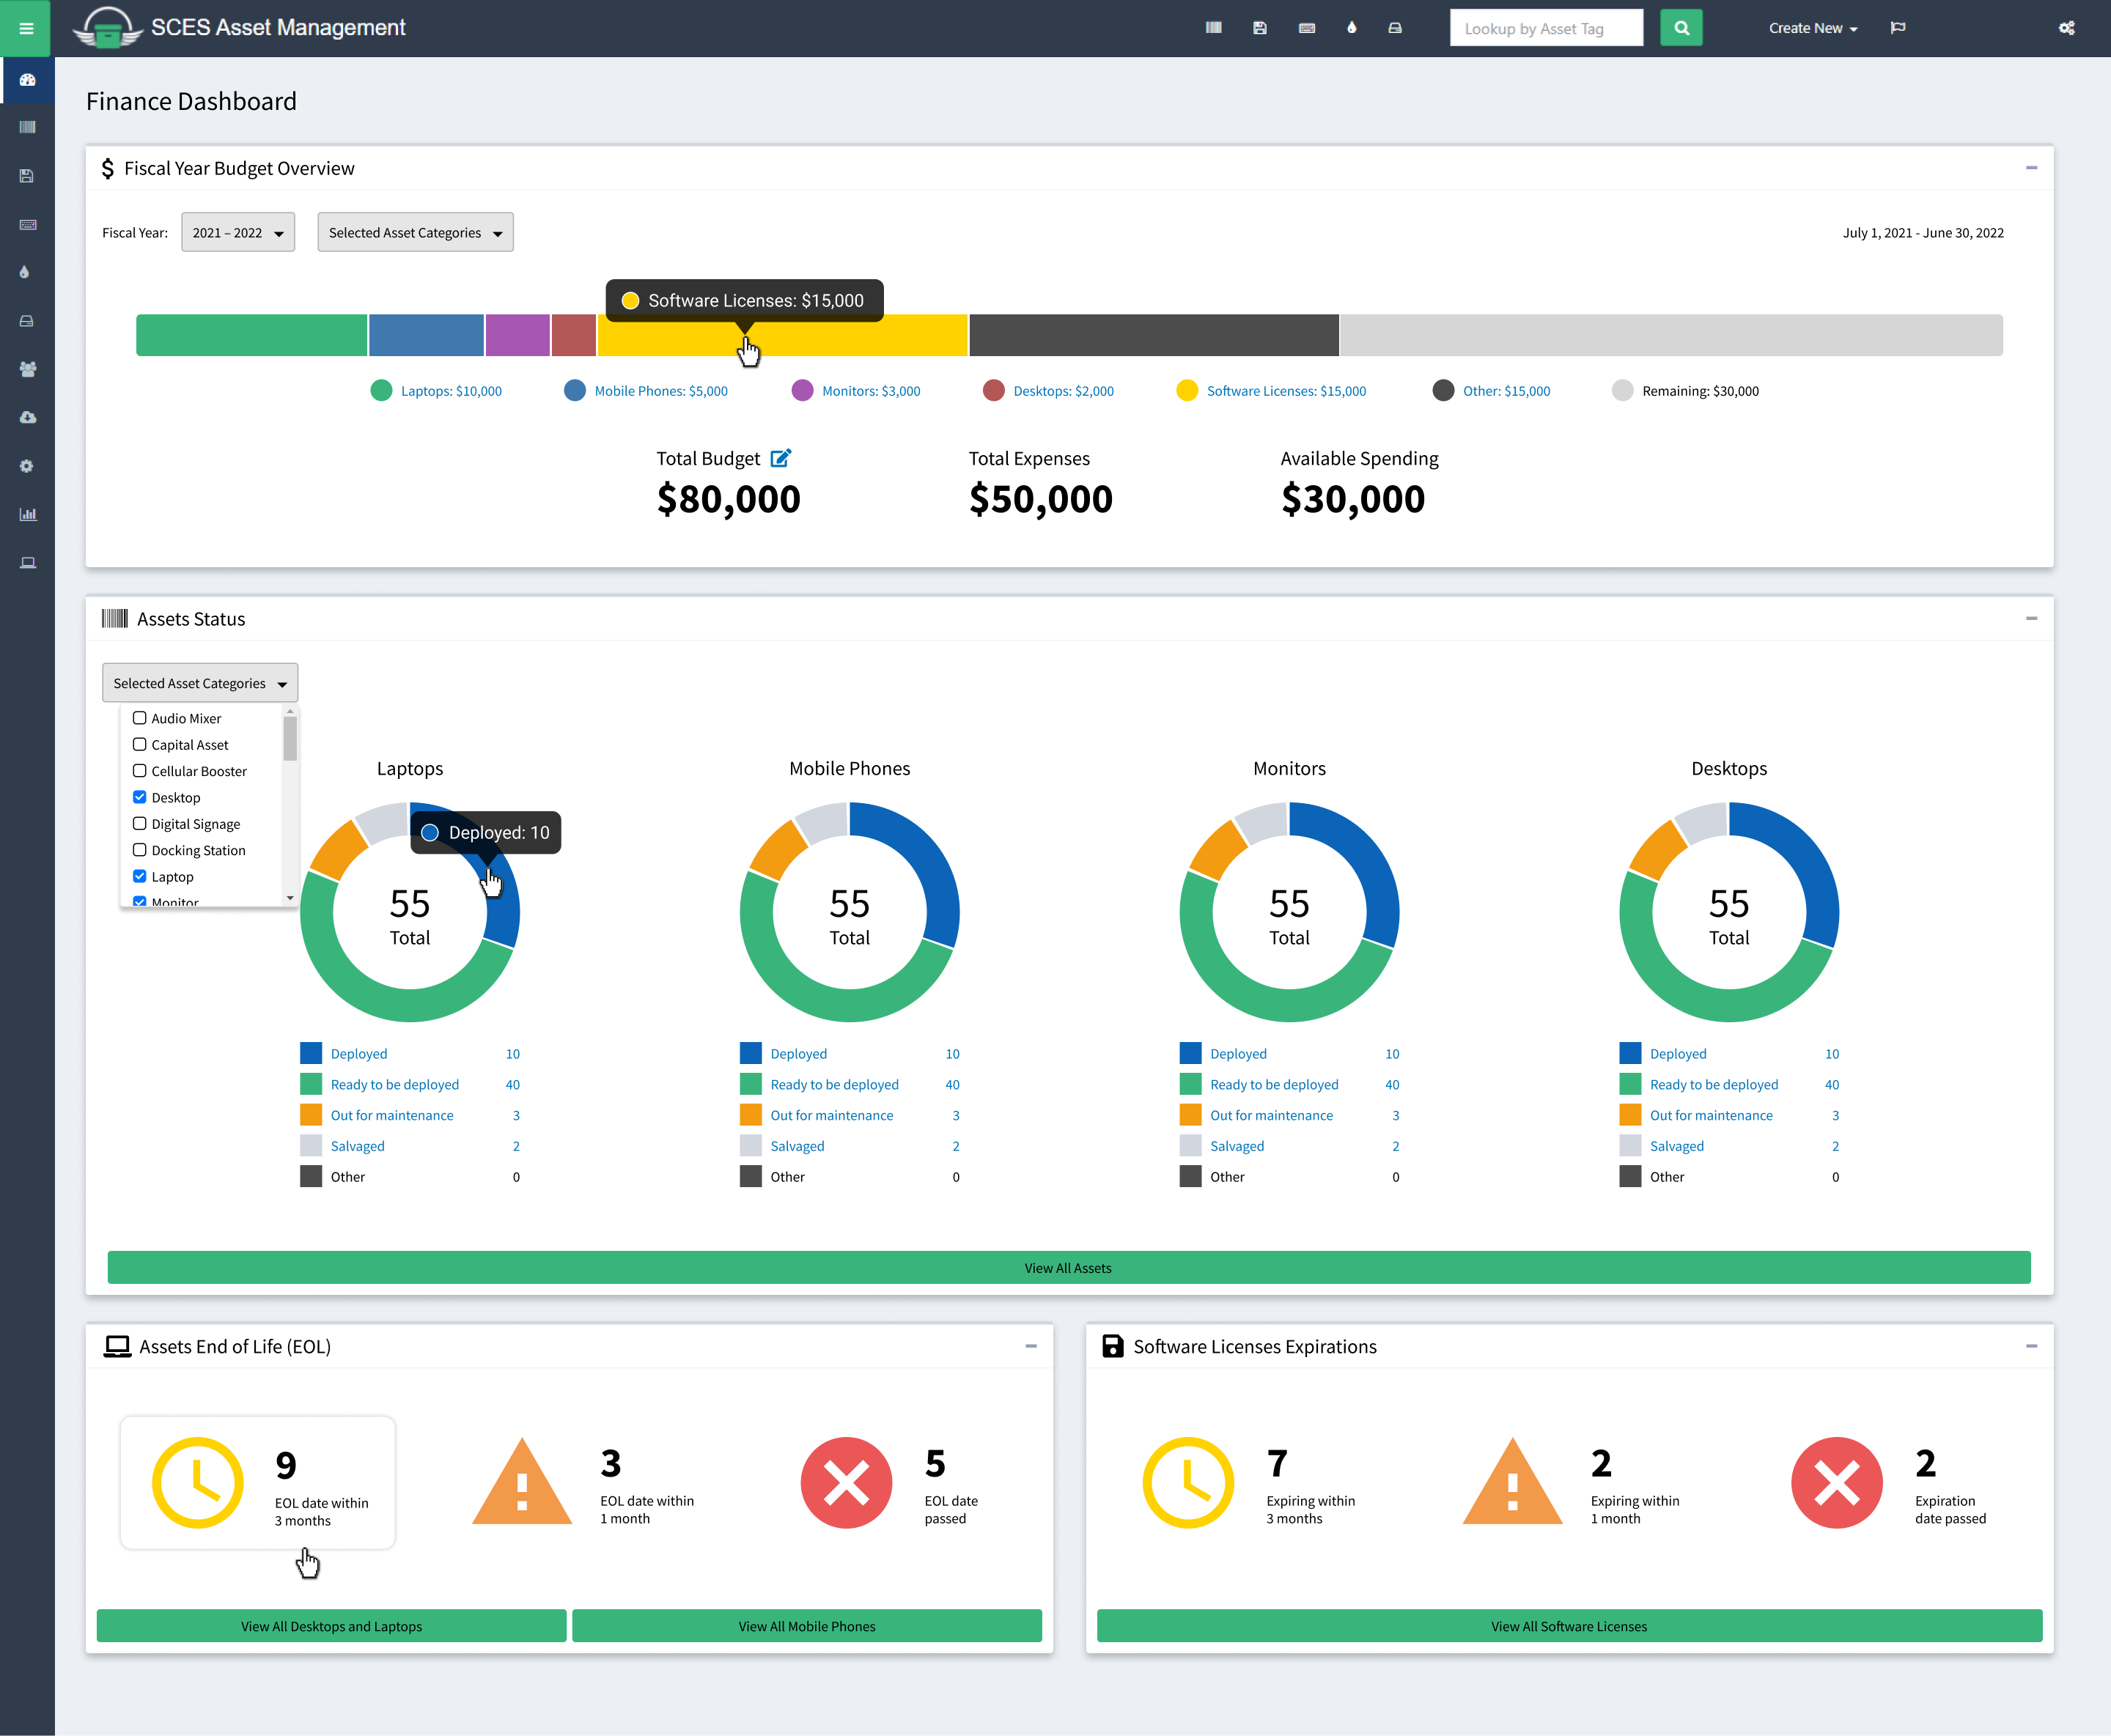 SCES Asset Management
Lookup by Asset Tag
Create New
Finance Dashboard
Fiscal Year Budget Overview
Fiscal Year:
2021 – 2022
Selected Asset Categories
July 1, 2021 - June 30, 2022
Software Licenses: $15,000
Laptops: $10,000
Mobile Phones: $5,000
Monitors: $3,000
Desktops: $2,000
Software Licenses: $15,000
Other: $15,000
Remaining: $30,000
Total Budget
$80,000
Total Expenses
$50,000
Available Spending
$30,000
Assets Status
Selected Asset Categories
Audio Mixer
Capital Asset
Cellular Booster
Desktop
Digital Signage
Docking Station
Laptop
Monitor
Laptops
Deployed: 10
55
Total
Deployed 10
Ready to be deployed 40
Out for maintenance 3
Salvaged 2
Other 0
Mobile Phones
55
Total
Deployed 10
Ready to be deployed 40
Out for maintenance 3
Salvaged 2
Other 0
Monitors
55
Total
Deployed 10
Ready to be deployed 40
Out for maintenance 3
Salvaged 2
Other 0
Desktops
55
Total
Deployed 10
Ready to be deployed 40
Out for maintenance 3
Salvaged 2
Other 0
View All Assets
Assets End of Life (EOL)
9
EOL date within
3 months
3
EOL date within
1 month
5
EOL date
passed
View All Desktops and Laptops
View All Mobile Phones
Software Licenses Expirations
7
Expiring within
3 months
2
Expiring within
1 month
2
Expiration
date passed
View All Software Licenses